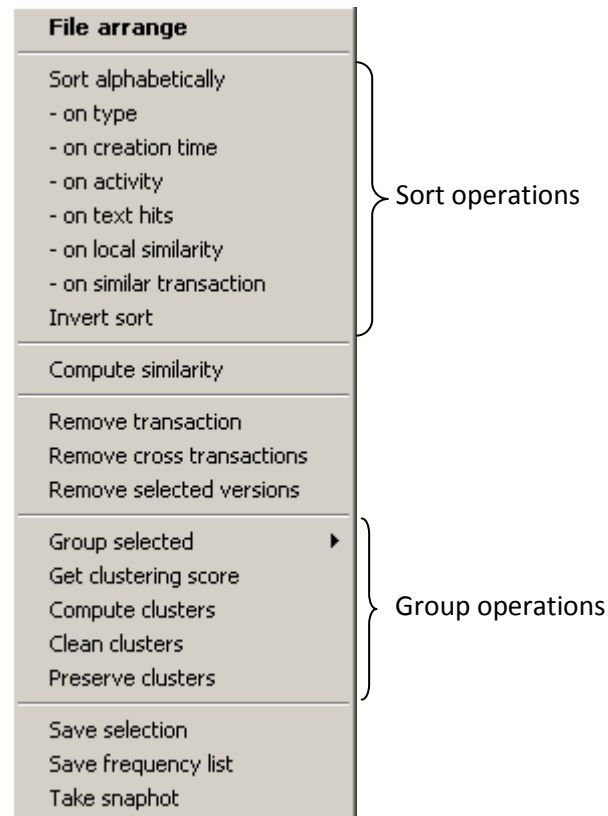 File arrange
Sort alphabetically
- on type
- on creation time
- on activity
- on text hits
- on local similarity
- on similar transaction
Invert sort
Sort operations
Compute similarity
Remove transaction
Remove cross transactions
Remove selected versions
Group selected
Get clustering score
Compute clusters
Clean clusters
Preserve clusters
Group operations
Save selection
Save frequency list
Take snaphot